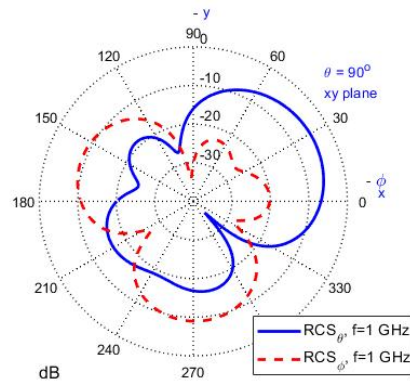 - y
90
0
120
60
θ = 90°
xy plane
-10
-20
150
30
-30
- ϕ
x
180
0
210
330
240
270
dB
RCS_θ, f=1 GHz
RCS_ϕ, f=1 GHz